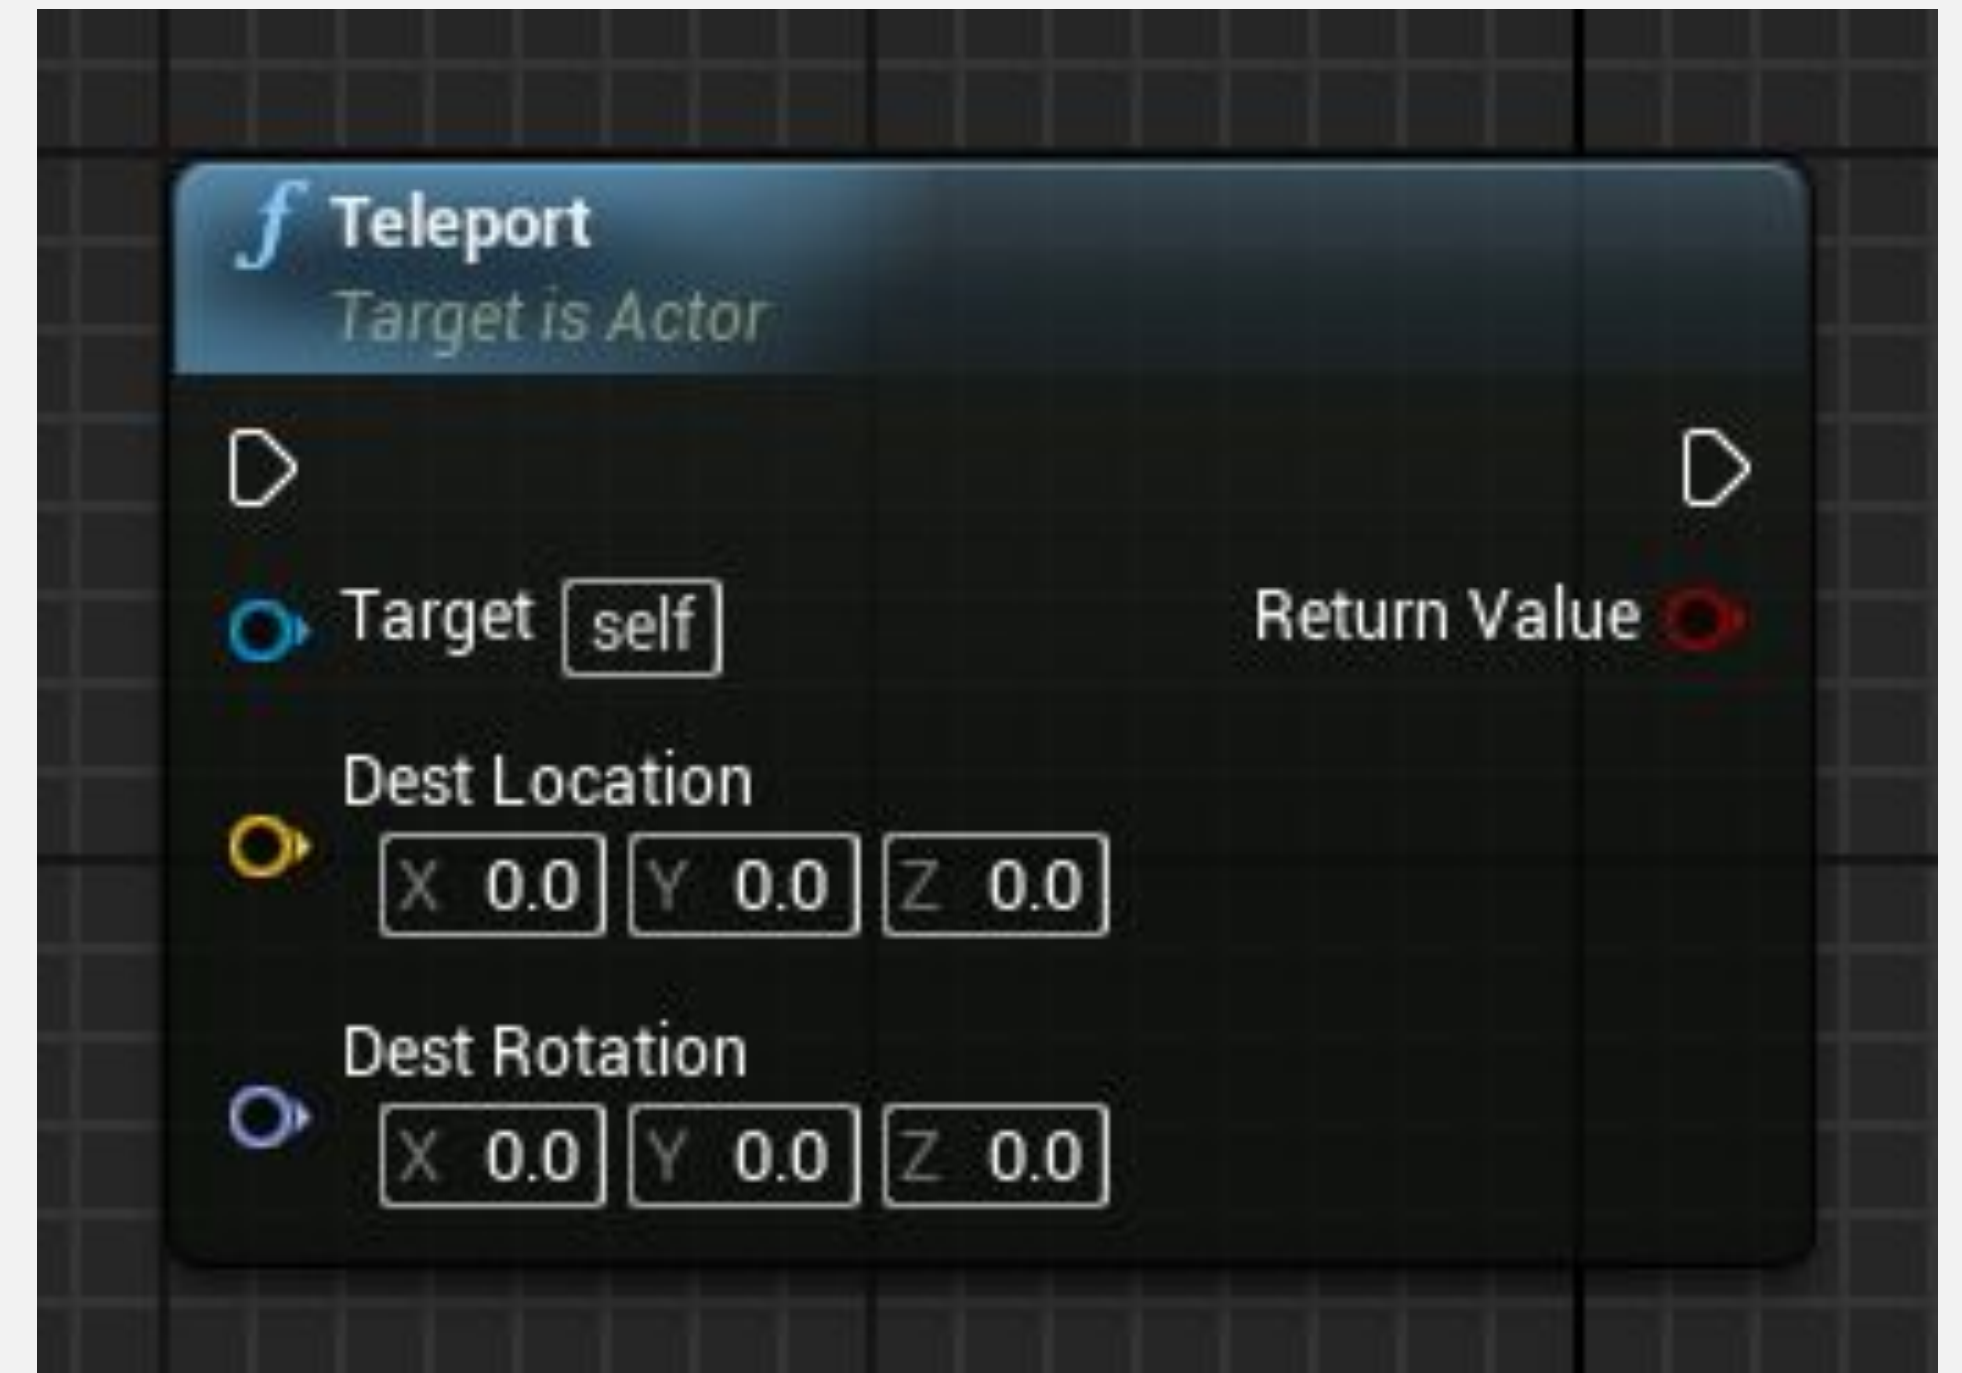 f Teleport
Target is Actor
Target self
Return Value
Dest Location
X 0.0 Y 0.0 Z 0.0
Dest Rotation
X 0.0 Y 0.0 Z 0.0